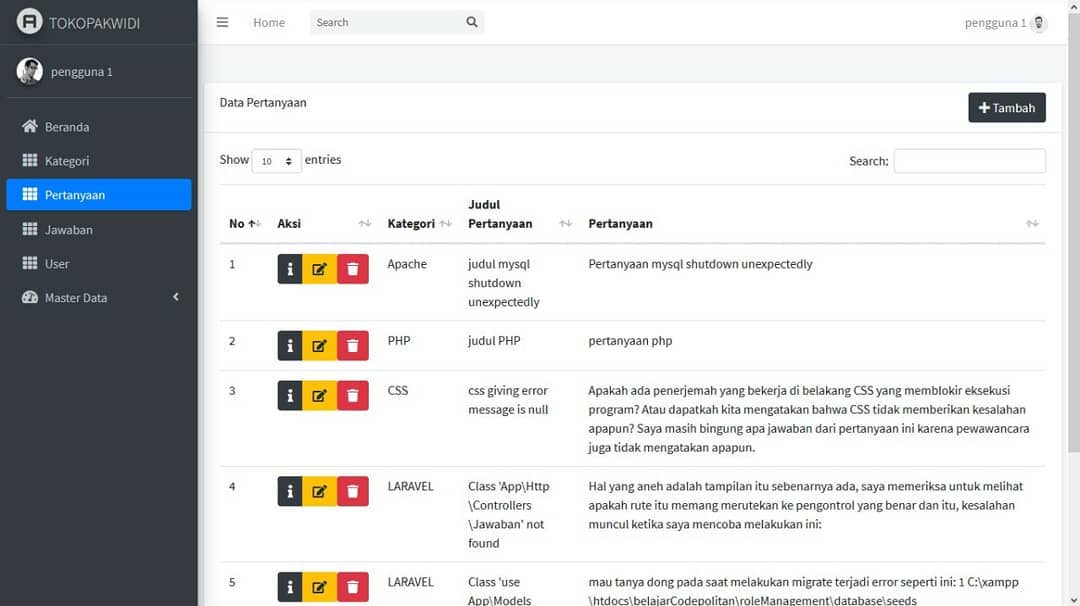 TOKOPAKWIDI
Home
Search
pengguna 1
pengguna 1
Beranda
Kategori
Pertanyaan
Jawaban
User
Master Data
Data Pertanyaan
Tambah
Show 10 entries
Search:
No Aksi Kategori Judul Pertanyaan Pertanyaan
1 Apache judul mysql Pertanyaan mysql shutdown unexpectedly
shutdown
unexpectedly
2 PHP judul PHP pertanyaan php
3 CSS css giving error Apakah ada penerjemah yang bekerja di belakang CSS yang memblokir eksekusi
message is null program? Atau dapatkah kita mengatakan bahwa CSS tidak memberikan kesalahan
apapun? Saya masih bingung apa jawaban dari pertanyaan ini karena pewawancara
juga tidak mengatakan apapun.
4 LARAVEL Class 'App\Http Hal yang aneh adalah tampilan itu sebenarnya ada, saya memeriksa untuk melihat
\Controllers apakah rute itu memang merutekan ke pengontrol yang benar dan itu, kesalahan
\Jawaban' not muncul ketika saya mencoba melakukan ini:
found
5 LARAVEL Class 'use mau tanya dong pada saat melakukan migrate terjadi error seperti ini: 1 C:\xampp
App\Models \htdocs\belajarCodepolitan\roleManagement\database\seeds